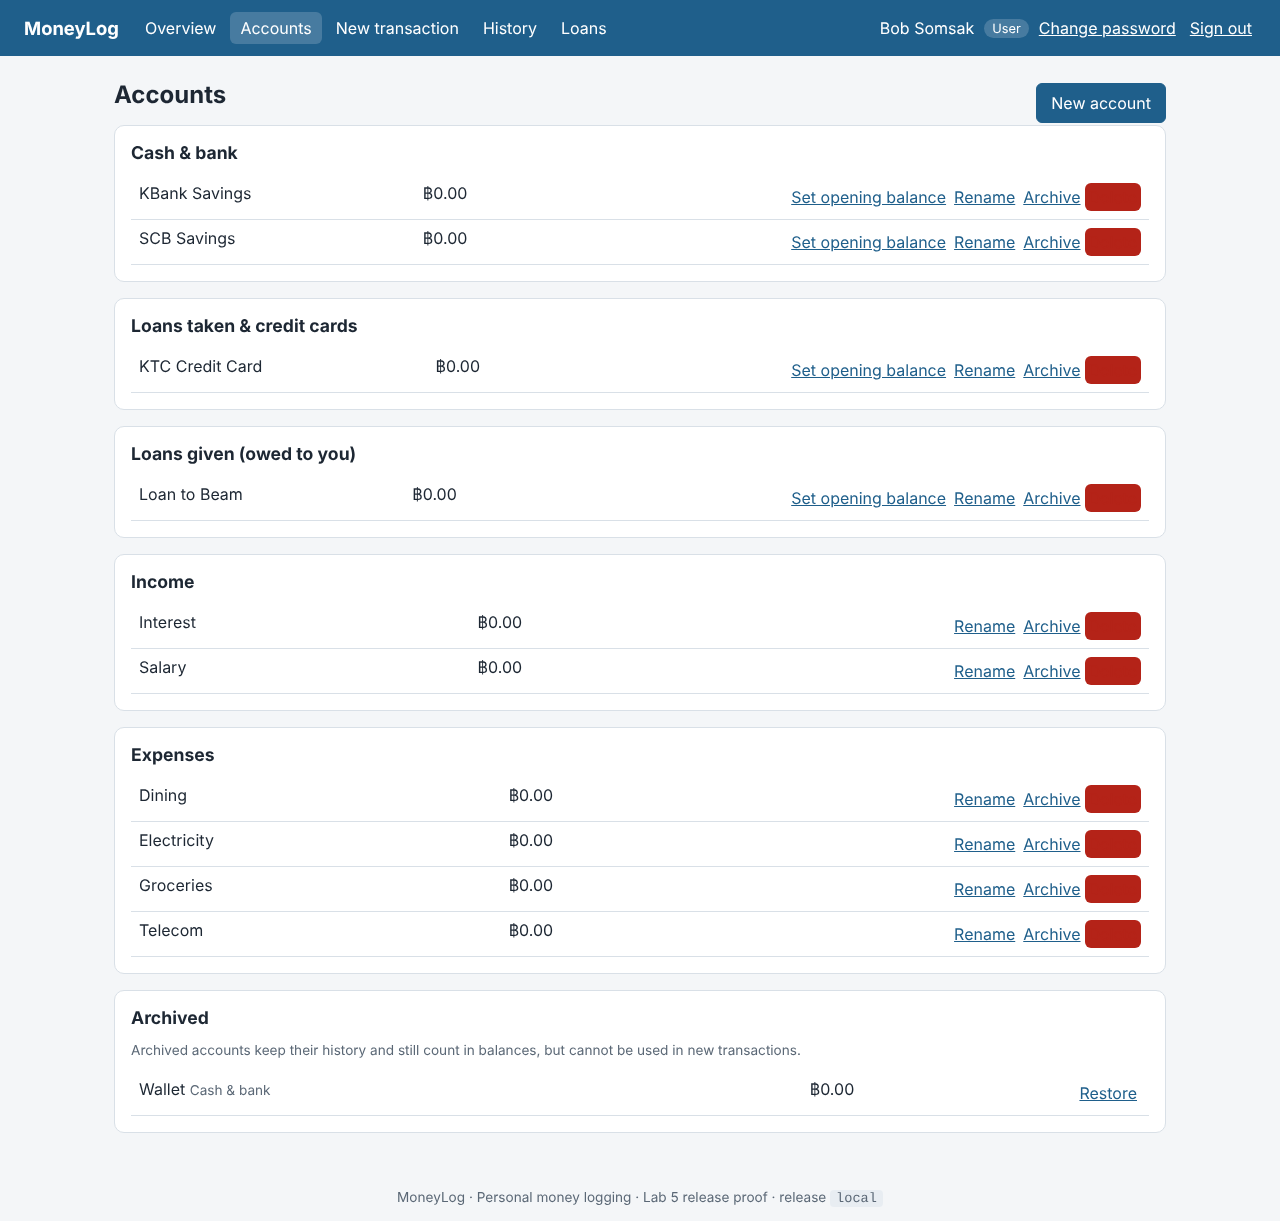 MoneyLog Overview Accounts New transaction History Loans Bob Somsak User Change password Sign out
Accounts
New account
Cash & bank
KBank Savings ฿0.00 Set opening balance Rename Archive
SCB Savings ฿0.00 Set opening balance Rename Archive
Loans taken & credit cards
KTC Credit Card ฿0.00 Set opening balance Rename Archive
Loans given (owed to you)
Loan to Beam ฿0.00 Set opening balance Rename Archive
Income
Interest ฿0.00 Rename Archive
Salary ฿0.00 Rename Archive
Expenses
Dining ฿0.00 Rename Archive
Electricity ฿0.00 Rename Archive
Groceries ฿0.00 Rename Archive
Telecom ฿0.00 Rename Archive
Archived
Archived accounts keep their history and still count in balances, but cannot be used in new transactions.
Wallet Cash & bank ฿0.00 Restore
MoneyLog · Personal money logging · Lab 5 release proof · release local